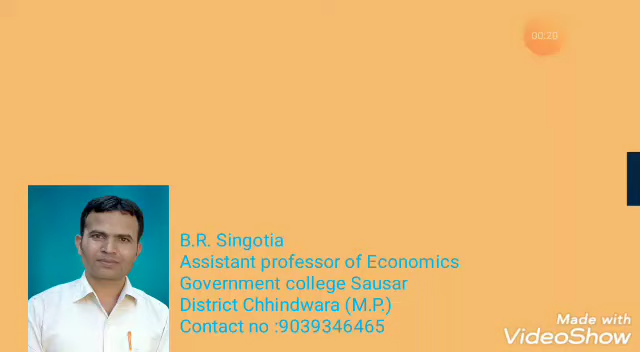 00:20
B.R. Singotia
Assistant professor of Economics
Government college Sausar
District Chhindwara (M.P.)
Contact no :9039346465
Made with
VideoShow